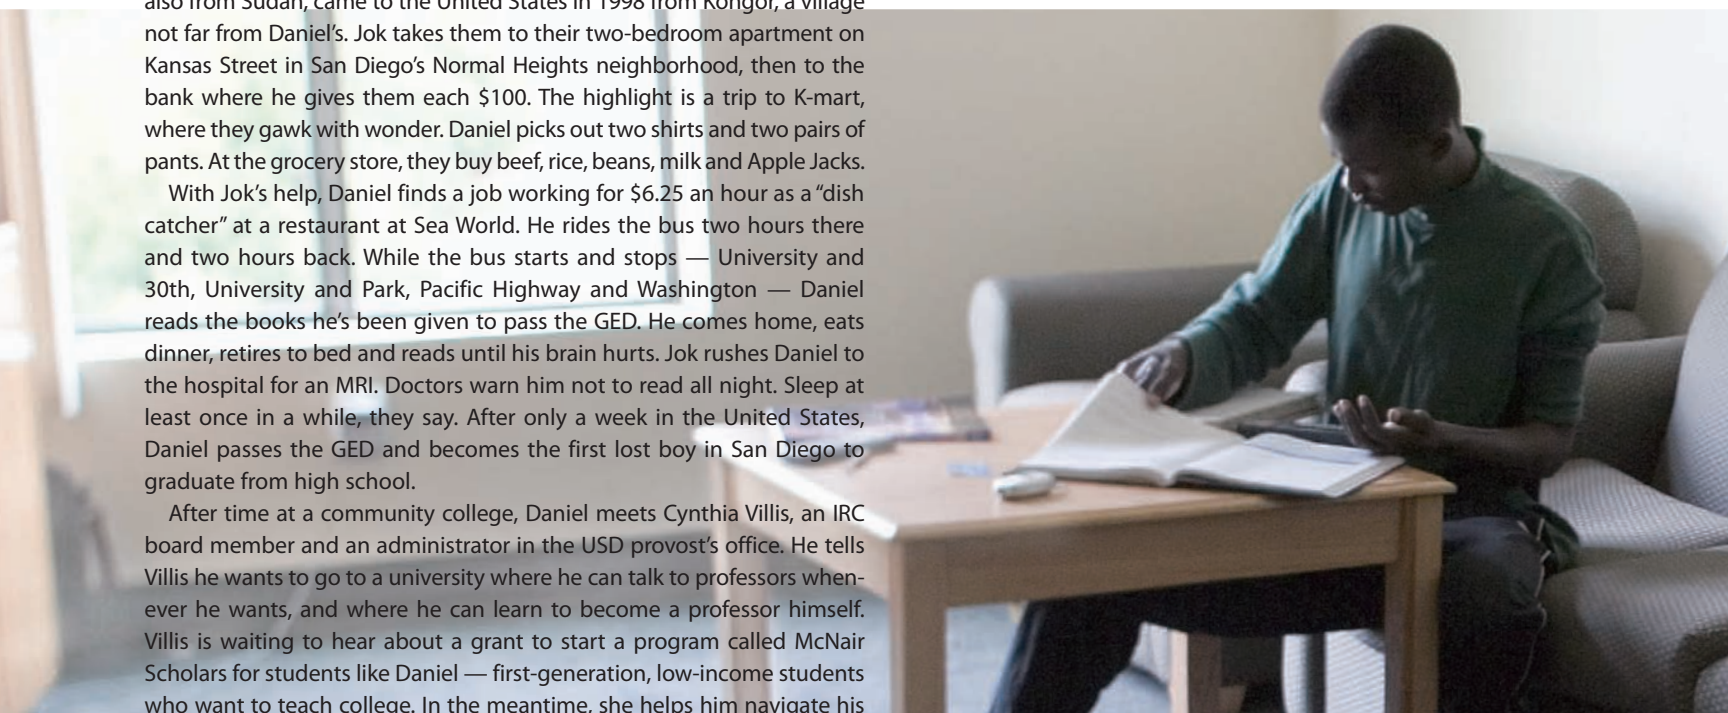 also from Sudan, came to the United States in 1998 from Kongor, a village
not far from Daniel’s. Jok takes them to their two-bedroom apartment on
Kansas Street in San Diego’s Normal Heights neighborhood, then to the
bank where he gives them each $100. The highlight is a trip to K-mart,
where they gawk with wonder. Daniel picks out two shirts and two pairs of
pants. At the grocery store, they buy beef, rice, beans, milk and Apple Jacks.
With Jok’s help, Daniel finds a job working for $6.25 an hour as a “dish
catcher” at a restaurant at Sea World. He rides the bus two hours there
and two hours back. While the bus starts and stops — University and
30th, University and Park, Pacific Highway and Washington — Daniel
reads the books he’s been given to pass the GED. He comes home, eats
dinner, retires to bed and reads until his brain hurts. Jok rushes Daniel to
the hospital for an MRI. Doctors warn him not to read all night. Sleep at
least once in a while, they say. After only a week in the United States,
Daniel passes the GED and becomes the first lost boy in San Diego to
graduate from high school.
After time at a community college, Daniel meets Cynthia Villis, an IRC
board member and an administrator in the USD provost’s office. He tells
Villis he wants to go to a university where he can talk to professors when-
ever he wants, and where he can learn to become a professor himself.
Villis is waiting to hear about a grant to start a program called McNair
Scholars for students like Daniel — first-generation, low-income students
who want to teach college. In the meantime, she helps him navigate his